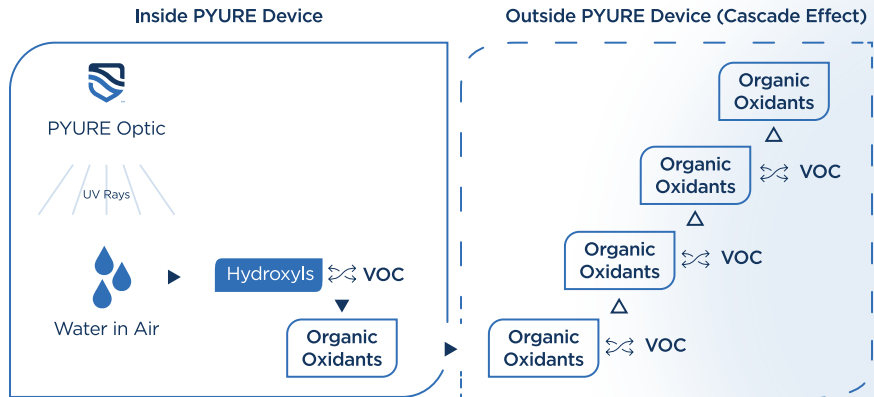 Inside PYURE Device
Outside PYURE Device (Cascade Effect)
PYURE Optic
UV Rays
Water in Air
Hydroxyls
VOC
Organic
Oxidants
Organic
Oxidants
VOC
Organic
Oxidants
VOC
Organic
Oxidants
VOC
Organic
Oxidants